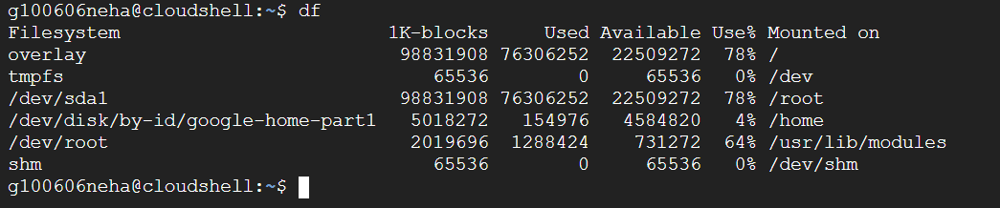 g100606neha@cloudshell:~$ df
Filesystem                        1K-blocks     Used Available Use% Mounted on
overlay                            98831908 76306252  22509272  78% /
tmpfs                                 65536        0     65536   0% /dev
/dev/sda1                          98831908 76306252  22509272  78% /root
/dev/disk/by-id/google-home-part1   5018272   154976   4584820   4% /home
/dev/root                           2019696  1288424    731272  64% /usr/lib/modules
shm                                   65536        0     65536   0% /dev/shm
g100606neha@cloudshell:~$